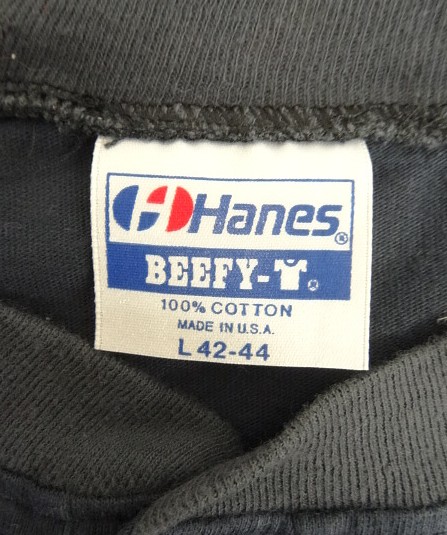 Hanes®
BEEFY-T®
100% COTTON
MADE IN U.S.A.
L 42-44